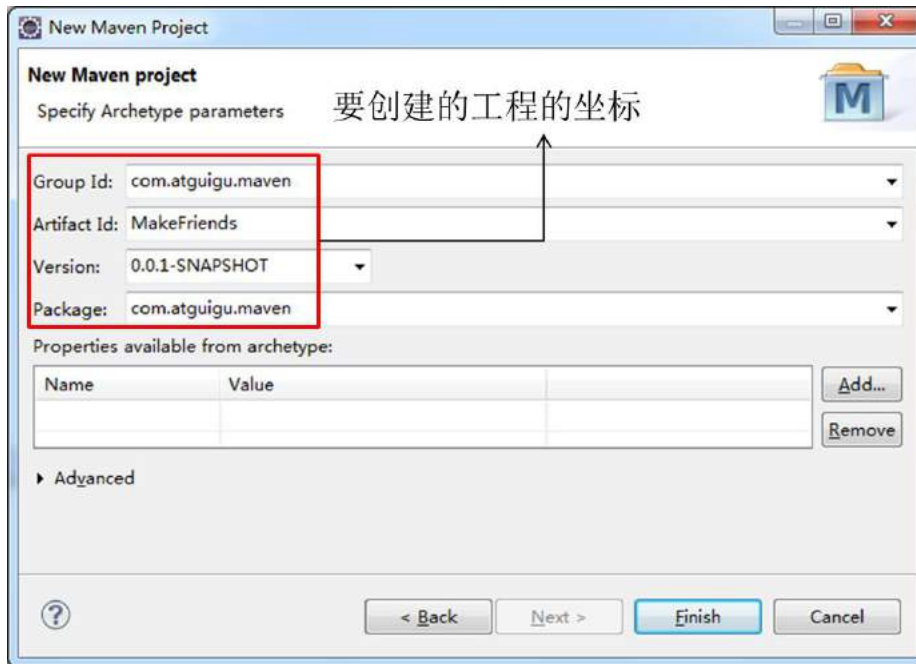 New Maven Project
New Maven project
Specify Archetype parameters
要创建的工程的坐标
M
Group Id: com.atguigu.maven
Artifact Id: MakeFriends
Version: 0.0.1-SNAPSHOT
Package: com.atguigu.maven
Properties available from archetype:
Name Value
Add...
Remove
Advanced
? < Back Next > Finish Cancel